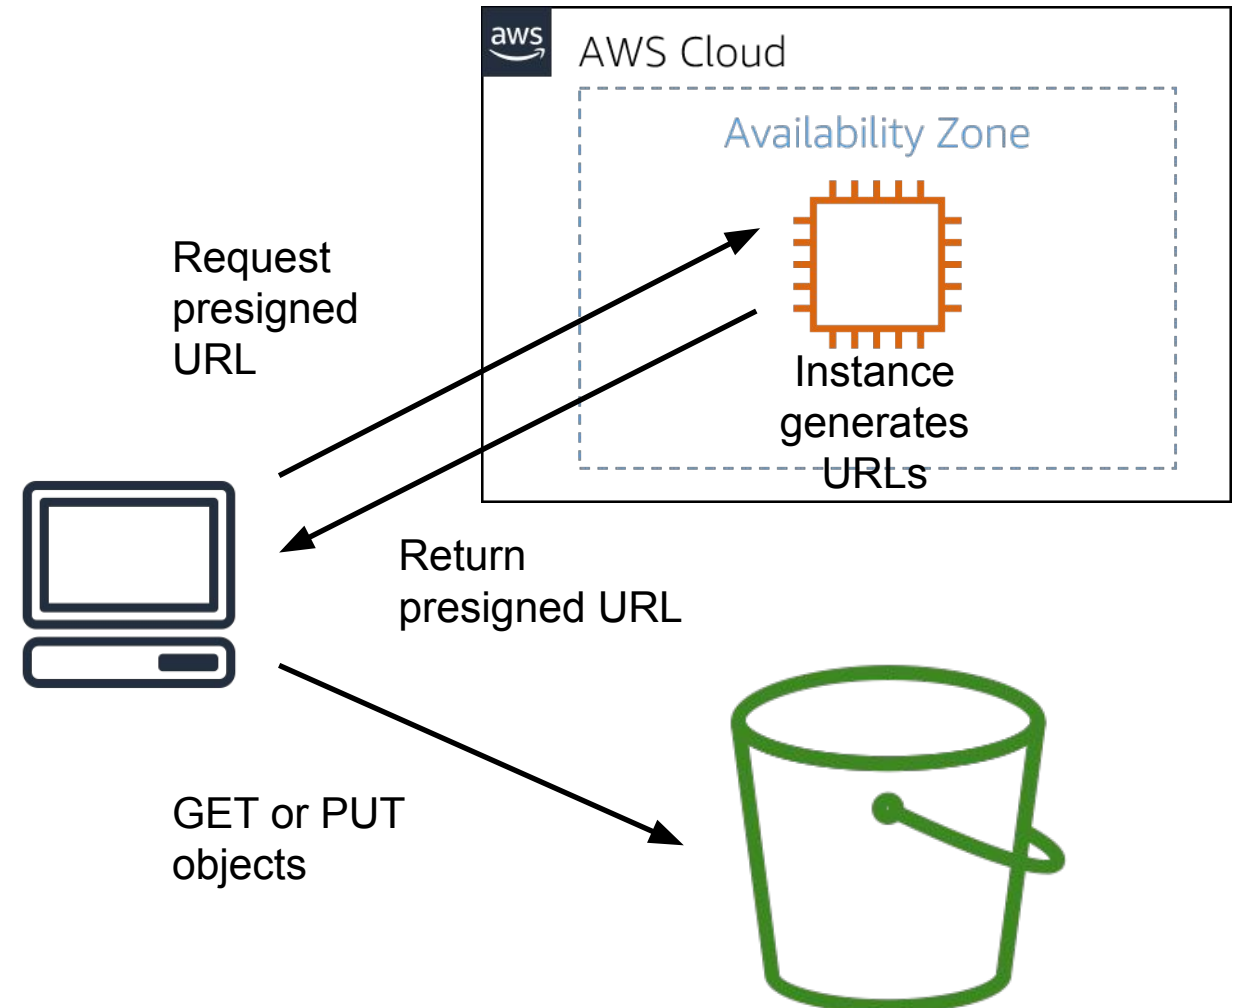 aws
AWS Cloud
Availability Zone
Request
presigned
URL
Instance
generates
URLs
Return
presigned URL
GET or PUT
objects